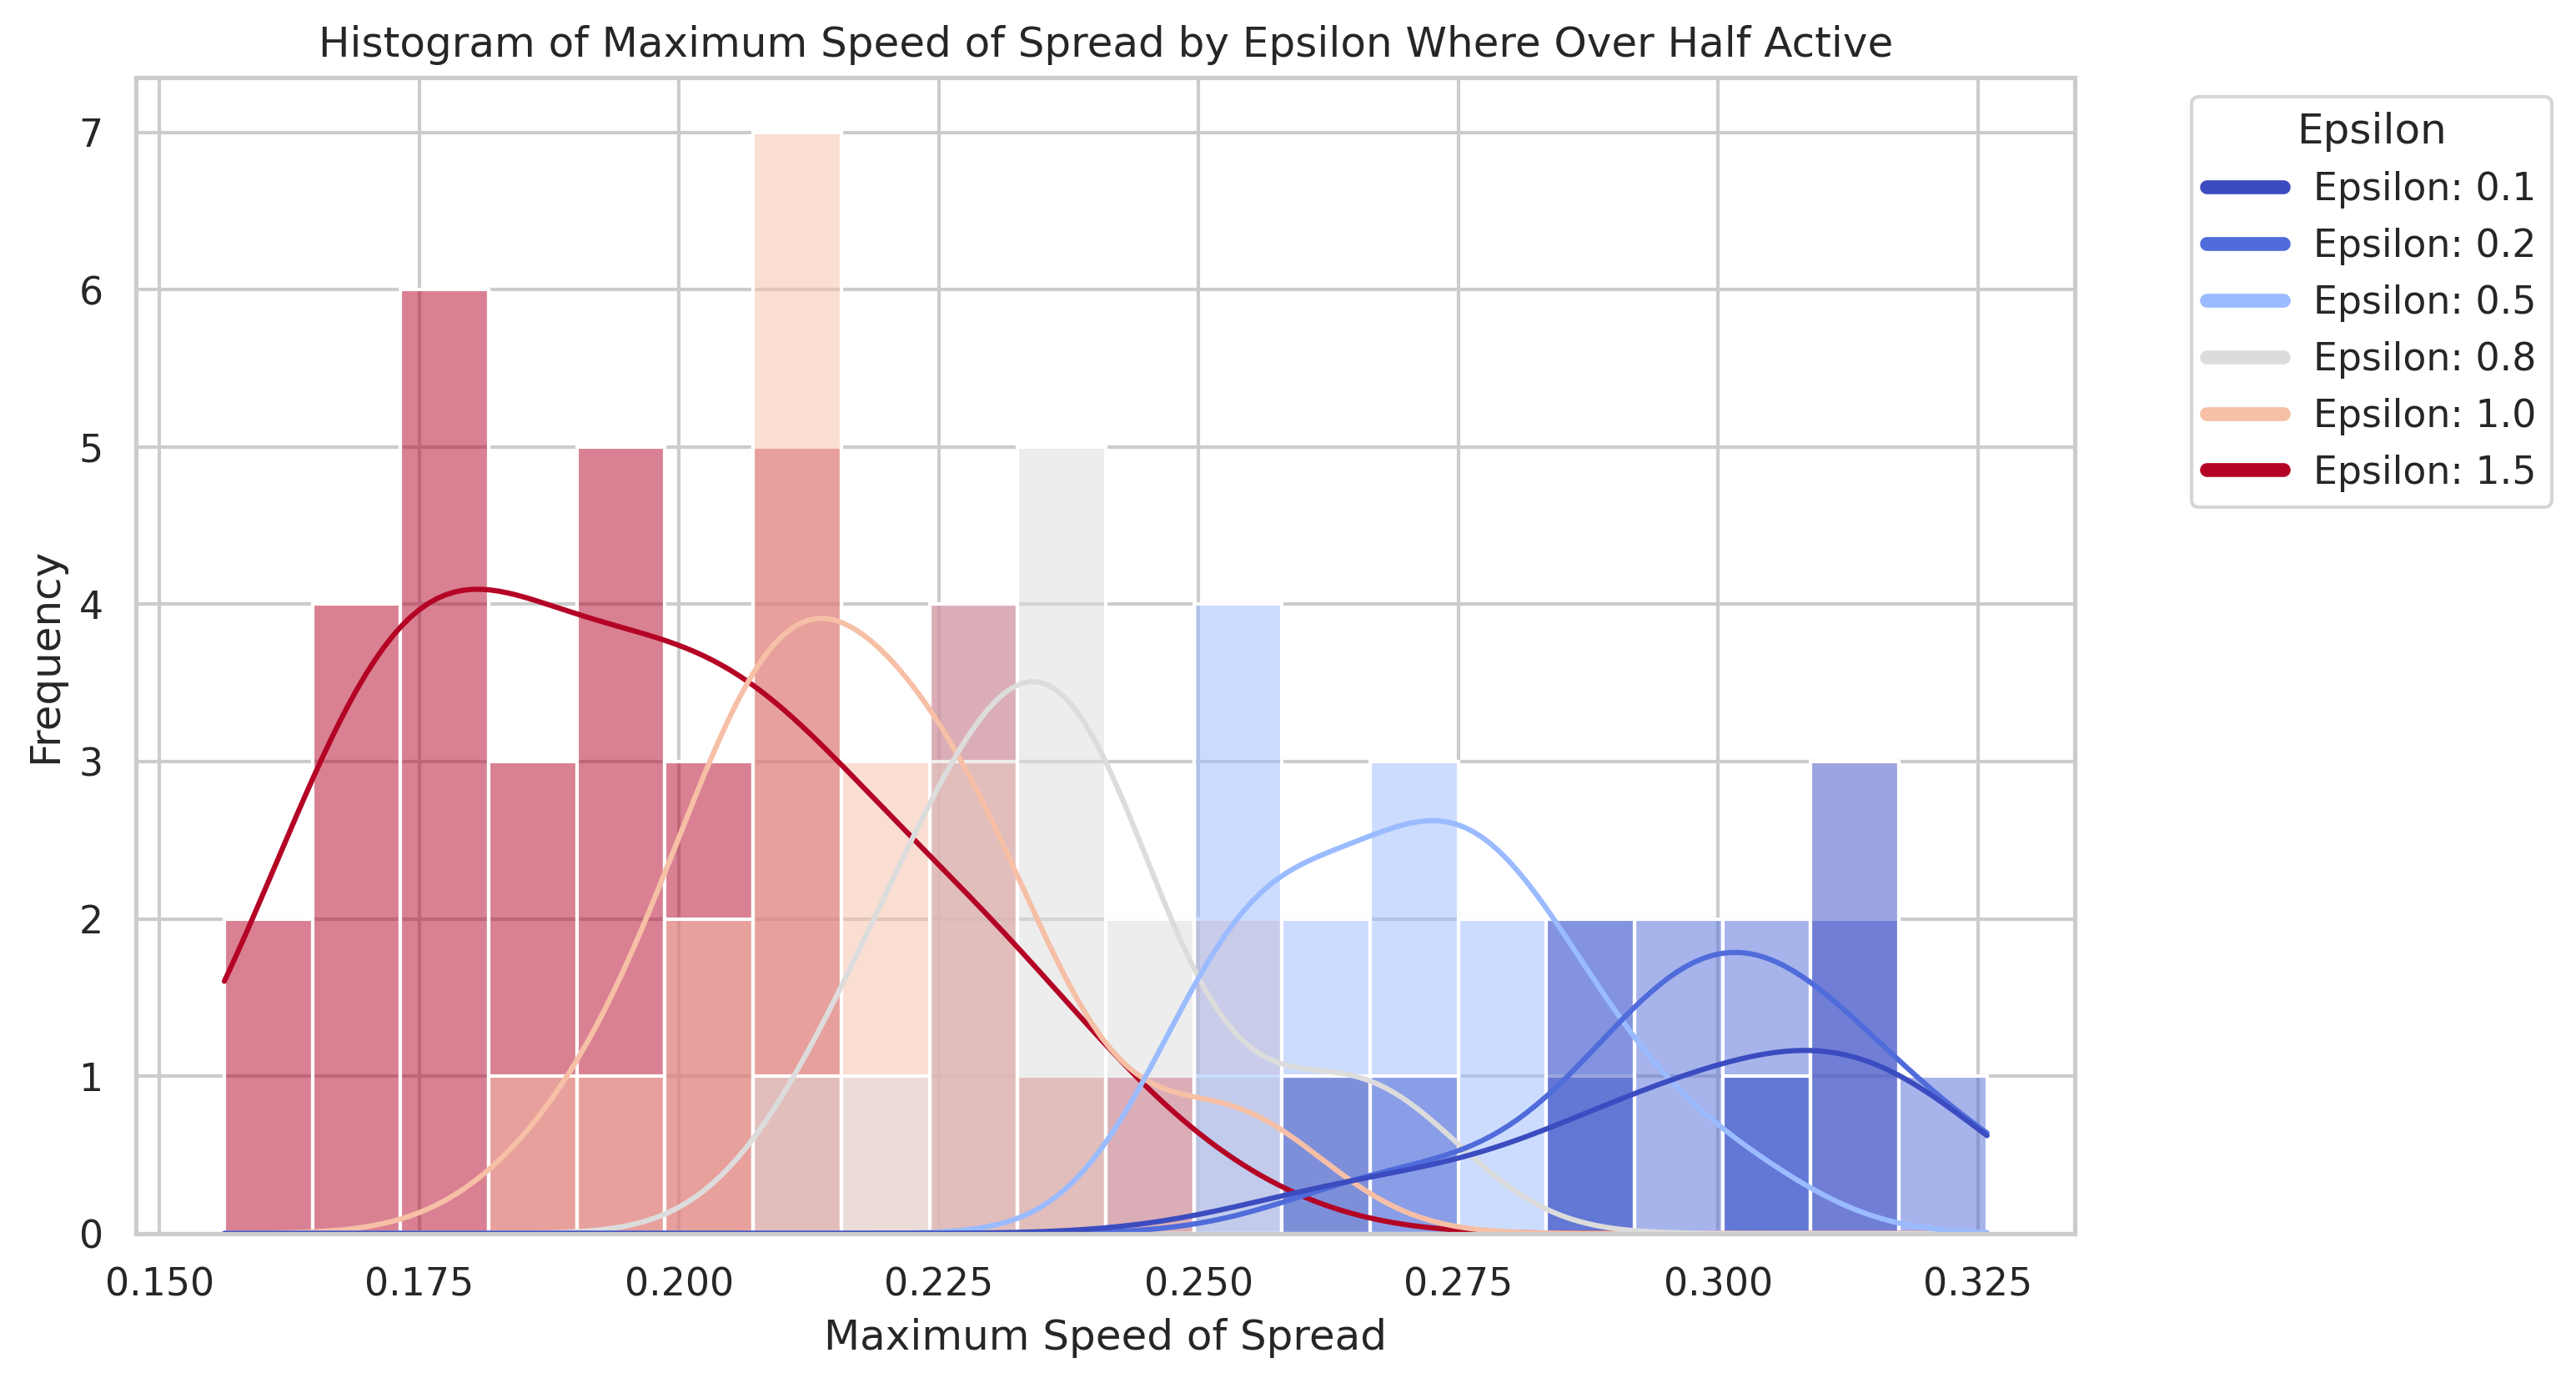 Histogram of Maximum Speed of Spread by Epsilon Where Over Half Active
7
6
5
4
3
2
1
0
Frequency
0.150 0.175 0.200 0.225 0.250 0.275 0.300 0.325
Maximum Speed of Spread
Epsilon
Epsilon: 0.1
Epsilon: 0.2
Epsilon: 0.5
Epsilon: 0.8
Epsilon: 1.0
Epsilon: 1.5